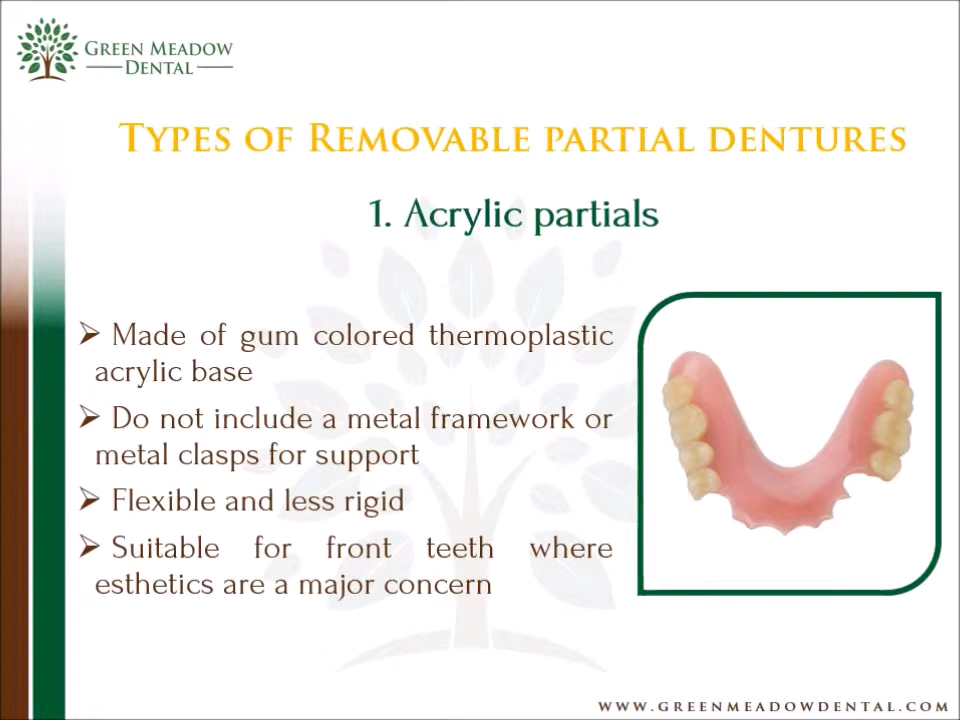 GREEN MEADOW
DENTAL
TYPES OF REMOVABLE PARTIAL DENTURES
1. Acrylic partials
➢ Made of gum colored thermoplastic
acrylic base
➢ Do not include a metal framework or
metal clasps for support
➢ Flexible and less rigid
➢ Suitable for front teeth where
esthetics are a major concern
WWW.GREENMEADOWDENTAL.COM